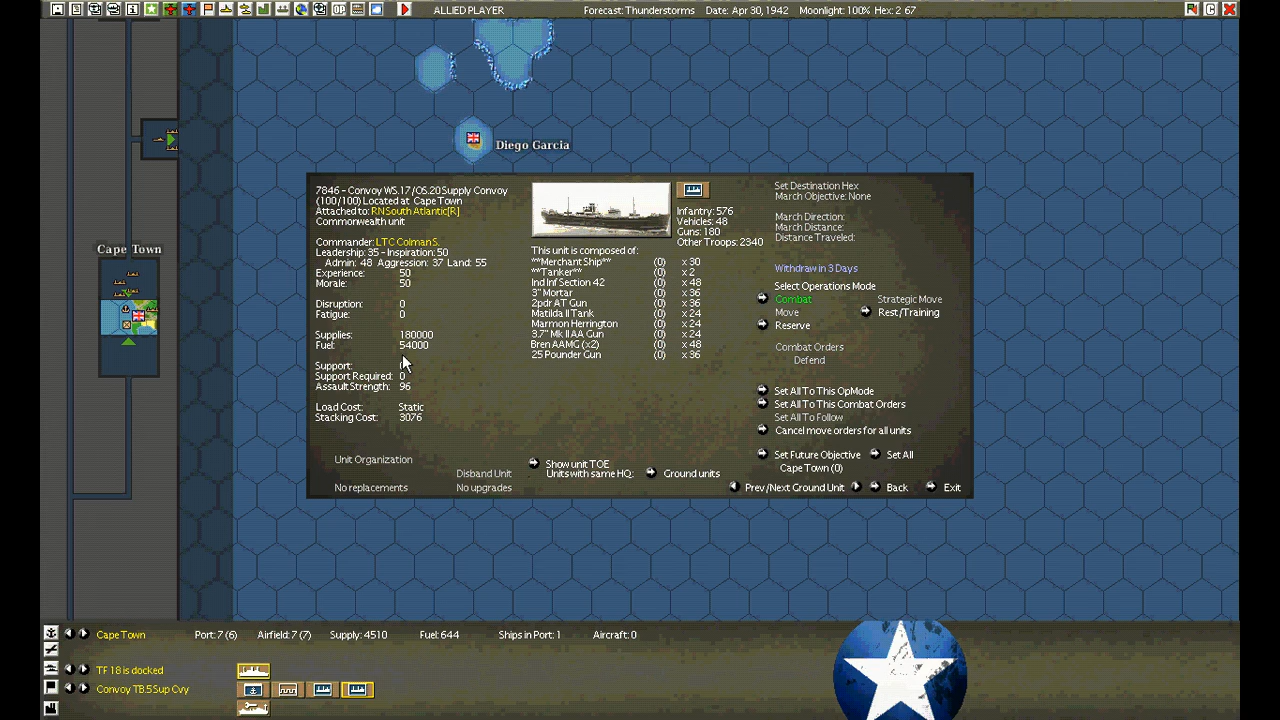 ALLIED PLAYER Forecast: Thunderstorms Date: Apr 30, 1942 Moonlight: 100% Hex: 2 67
Diego Garcia
Cape Town
7846 - Convoy WS.17/OS.20 Supply Convoy
(100/100) Located at Cape Town
Attached to: RN South Atlantic[R]
Commonwealth unit
Commander: LTC Colman S.
Leadership: 35 - Inspiration: 50
Admin: 48 Aggression: 37 Land: 55
Experience: 50
Morale: 50
Disruption: 0
Fatigue: 0
Supplies: 180000
Fuel: 54000
Support:
Support Required: 0
Assault Strength: 96
Load Cost: Static
Stacking Cost: 3076
Unit Organization
No replacements
Disband Unit
No upgrades
Infantry: 576
Vehicles: 48
Guns: 180
Other Troops: 2340
This unit is composed of:
**Merchant Ship** (0) x 30
**Tanker** (0) x 2
Ind Inf Section 42 (0) x 48
3" Mortar (0) x 36
2pdr AT Gun (0) x 36
Matilda II Tank (0) x 24
Marmon Herrington (0) x 24
3.7" Mk II AA Gun (0) x 24
Bren AAMG (x2) (0) x 48
25 Pounder Gun (0) x 36
Show unit TOE
Units with same HQ: Ground units
Set Destination Hex
March Objective: None
March Direction:
March Distance:
Distance Traveled:
Withdraw in 3 Days
Select Operations Mode
Combat Strategic Move
Move Rest/Training
Reserve
Combat Orders
Defend
Set All To This OpMode
Set All To This Combat Orders
Set All To Follow
Cancel move orders for all units
Set Future Objective Set All
Cape Town (0)
Prev/Next Ground Unit Back Exit
Cape Town Port: 7 (6) Airfield: 7 (7) Supply: 4510 Fuel: 644 Ships in Port: 1 Aircraft: 0
TF 18 is docked
Convoy TB.5 Sup Cvy